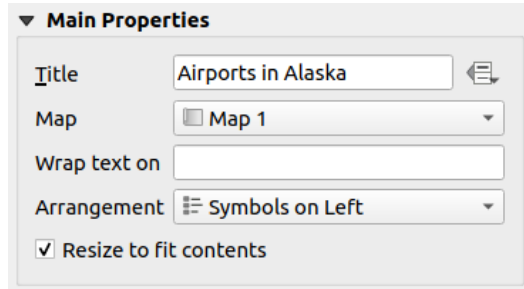 Main Properties
Title Airports in Alaska
Map Map 1
Wrap text on
Arrangement Symbols on Left
Resize to fit contents